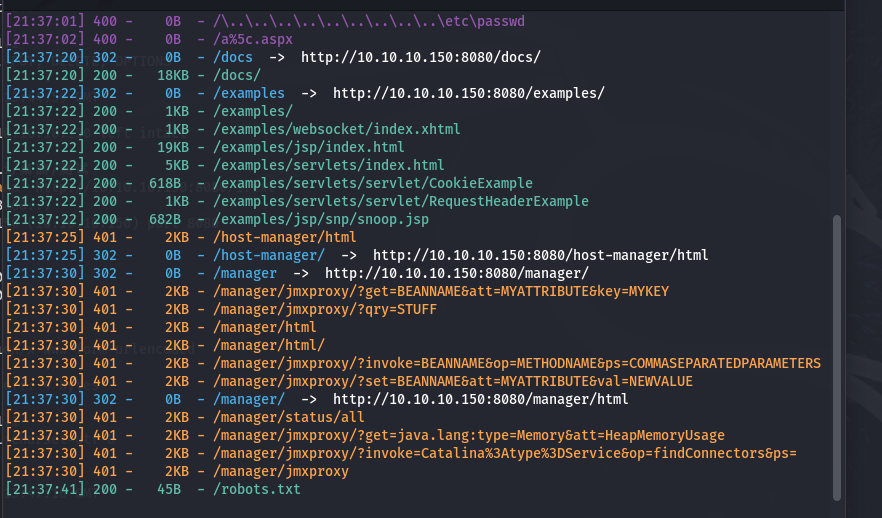 [21:37:01] 400 -    0B  - /\..\..\..\..\..\..\..\..\..\etc\passwd
[21:37:02] 400 -    0B  - /a%5c.aspx
[21:37:20] 302 -    0B  - /docs  ->  http://10.10.10.150:8080/docs/
[21:37:20] 200 -   18KB - /docs/
[21:37:22] 302 -    0B  - /examples  ->  http://10.10.10.150:8080/examples/
[21:37:22] 200 -    1KB - /examples/
[21:37:22] 200 -    1KB - /examples/websocket/index.xhtml
[21:37:22] 200 -   19KB - /examples/jsp/index.html
[21:37:22] 200 -    5KB - /examples/servlets/index.html
[21:37:22] 200 -  618B  - /examples/servlets/servlet/CookieExample
[21:37:22] 200 -    1KB - /examples/servlets/servlet/RequestHeaderExample
[21:37:22] 200 -  682B  - /examples/jsp/snp/snoop.jsp
[21:37:25] 401 -    2KB - /host-manager/html
[21:37:25] 302 -    0B  - /host-manager/  ->  http://10.10.10.150:8080/host-manager/html
[21:37:30] 302 -    0B  - /manager  ->  http://10.10.10.150:8080/manager/
[21:37:30] 401 -    2KB - /manager/jmxproxy/?get=BEANNAME&att=MYATTRIBUTE&key=MYKEY
[21:37:30] 401 -    2KB - /manager/jmxproxy/?qry=STUFF
[21:37:30] 401 -    2KB - /manager/html
[21:37:30] 401 -    2KB - /manager/html/
[21:37:30] 401 -    2KB - /manager/jmxproxy/?invoke=BEANNAME&op=METHODNAME&ps=COMMASEPARATEDPARAMETERS
[21:37:30] 401 -    2KB - /manager/jmxproxy/?set=BEANNAME&att=MYATTRIBUTE&val=NEWVALUE
[21:37:30] 302 -    0B  - /manager/  ->  http://10.10.10.150:8080/manager/html
[21:37:30] 401 -    2KB - /manager/status/all
[21:37:30] 401 -    2KB - /manager/jmxproxy/?get=java.lang:type=Memory&att=HeapMemoryUsage
[21:37:30] 401 -    2KB - /manager/jmxproxy/?invoke=Catalina%3Atype%3DService&op=findConnectors&ps=
[21:37:30] 401 -    2KB - /manager/jmxproxy
[21:37:41] 200 -   45B  - /robots.txt